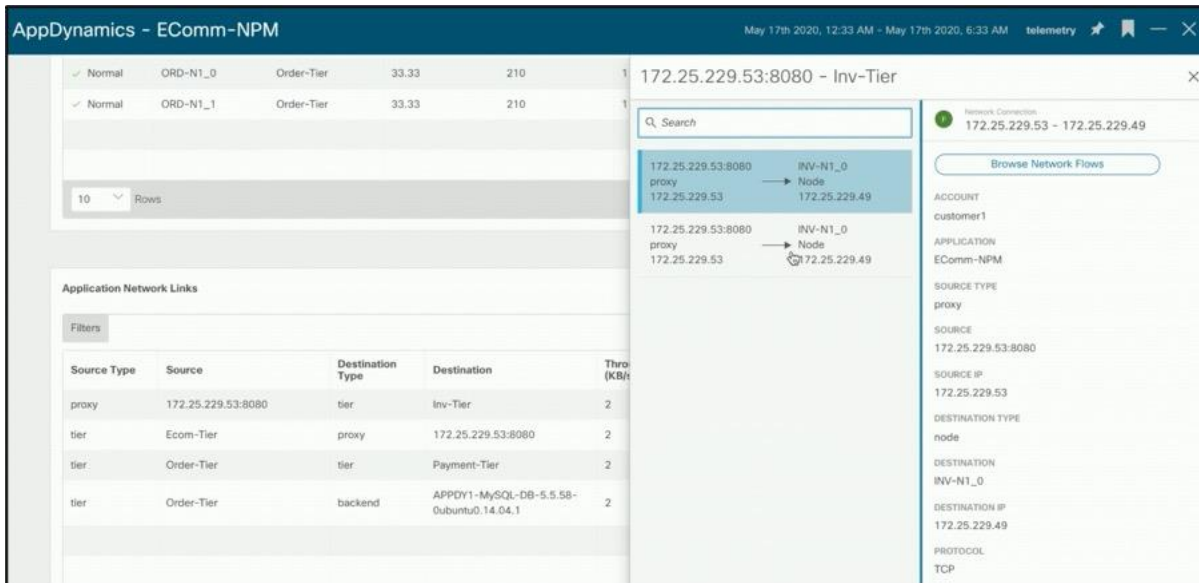 AppDynamics - EComm-NPM
May 17th 2020, 12:33 AM - May 17th 2020, 6:33 AM telemetry
Normal ORD-N1_0 Order-Tier 33.33 210 1
Normal ORD-N1_1 Order-Tier 33.33 210 1
10 Rows
Application Network Links
Filters
Source Type Source Destination Type Destination Thro (KB/s
proxy 172.25.229.53:8080 tier Inv-Tier 2
tier Ecom-Tier proxy 172.25.229.53:8080 2
tier Order-Tier tier Payment-Tier 2
tier Order-Tier backend APPDY1-MySQL-DB-5.5.58- 2
0ubuntu0.14.04.1
172.25.229.53:8080 - Inv-Tier
Search
172.25.229.53:8080 INV-N1_0
proxy Node
172.25.229.53 172.25.229.49
172.25.229.53:8080 INV-N1_0
proxy Node
172.25.229.53 172.25.229.49
Network Connection
172.25.229.53 - 172.25.229.49
Browse Network Flows
ACCOUNT
customer1
APPLICATION
EComm-NPM
SOURCE TYPE
proxy
SOURCE
172.25.229.53:8080
SOURCE IP
172.25.229.53
DESTINATION TYPE
node
DESTINATION
INV-N1_0
DESTINATION IP
172.25.229.49
PROTOCOL
TCP